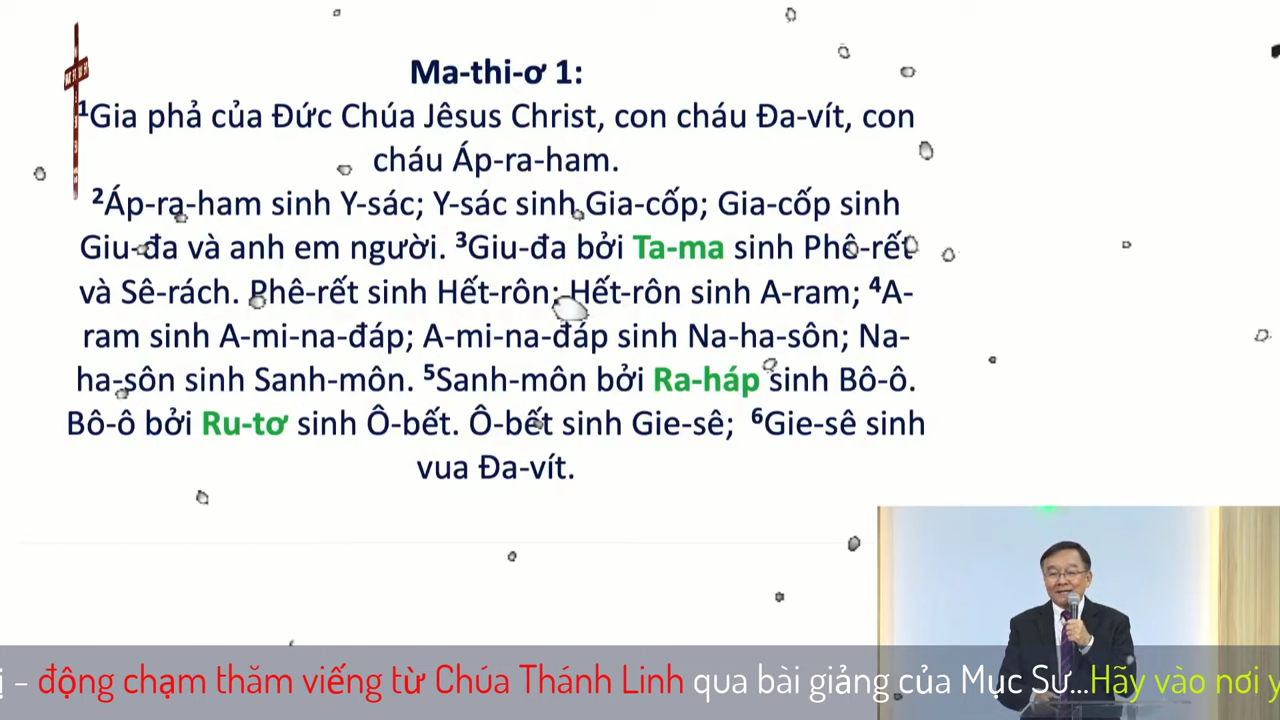 Ma-thi-ơ 1:
¹Gia phả của Đức Chúa Jêsus Christ, con cháu Đa-vít, con
cháu Áp-ra-ham.
²Áp-ra-ham sinh Y-sác; Y-sác sinh Gia-cốp; Gia-cốp sinh
Giu-đa và anh em người. ³Giu-đa bởi Ta-ma sinh Phê-rết
và Sê-rách. Phê-rết sinh Hết-rôn; Hết-rôn sinh A-ram; ⁴A-
ram sinh A-mi-na-đáp; A-mi-na-đáp sinh Na-ha-sôn; Na-
ha-sôn sinh Sanh-môn. ⁵Sanh-môn bởi Ra-háp sinh Bô-ô.
Bô-ô bởi Ru-tơ sinh Ô-bết. Ô-bết sinh Gie-sê; ⁶Gie-sê sinh
vua Đa-vít.
– động chạm thăm viếng từ Chúa Thánh Linh qua bài giảng của Mục Sư...Hãy vào nơi